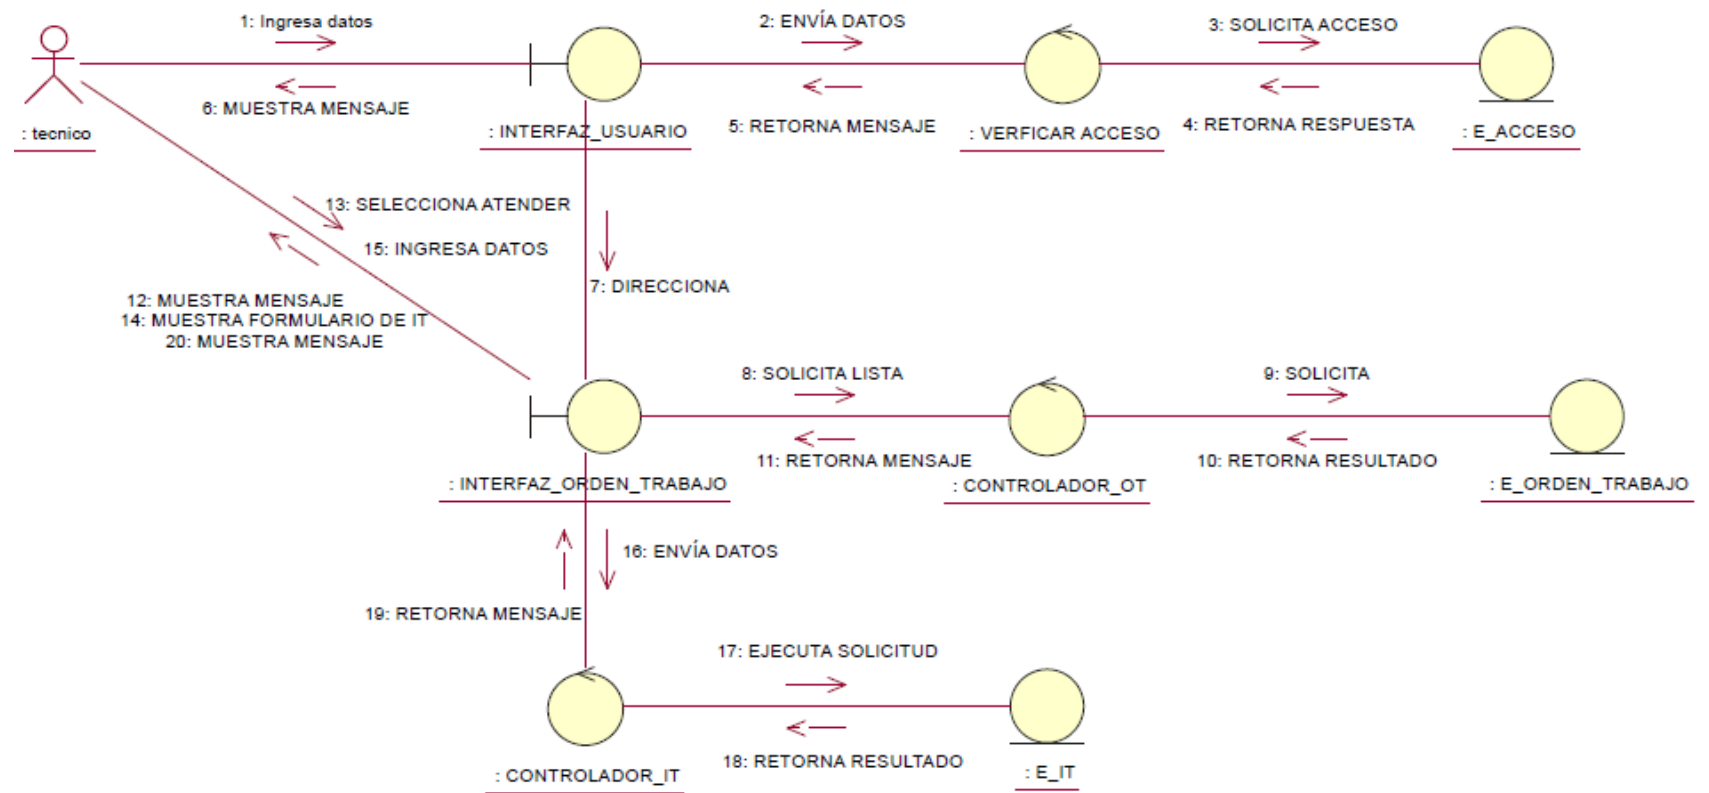 1: Ingresa datos
2: ENVÍA DATOS
3: SOLICITA ACCESO
6: MUESTRA MENSAJE
5: RETORNA MENSAJE
4: RETORNA RESPUESTA
: tecnico
: INTERFAZ_USUARIO
: VERFICAR ACCESO
: E_ACCESO
13: SELECCIONA ATENDER
15: INGRESA DATOS
7: DIRECCIONA
12: MUESTRA MENSAJE
14: MUESTRA FORMULARIO DE IT
20: MUESTRA MENSAJE
8: SOLICITA LISTA
9: SOLICITA
11: RETORNA MENSAJE
10: RETORNA RESULTADO
: INTERFAZ_ORDEN_TRABAJO
: CONTROLADOR_OT
: E_ORDEN_TRABAJO
16: ENVÍA DATOS
19: RETORNA MENSAJE
17: EJECUTA SOLICITUD
18: RETORNA RESULTADO
: CONTROLADOR_IT
: E_IT